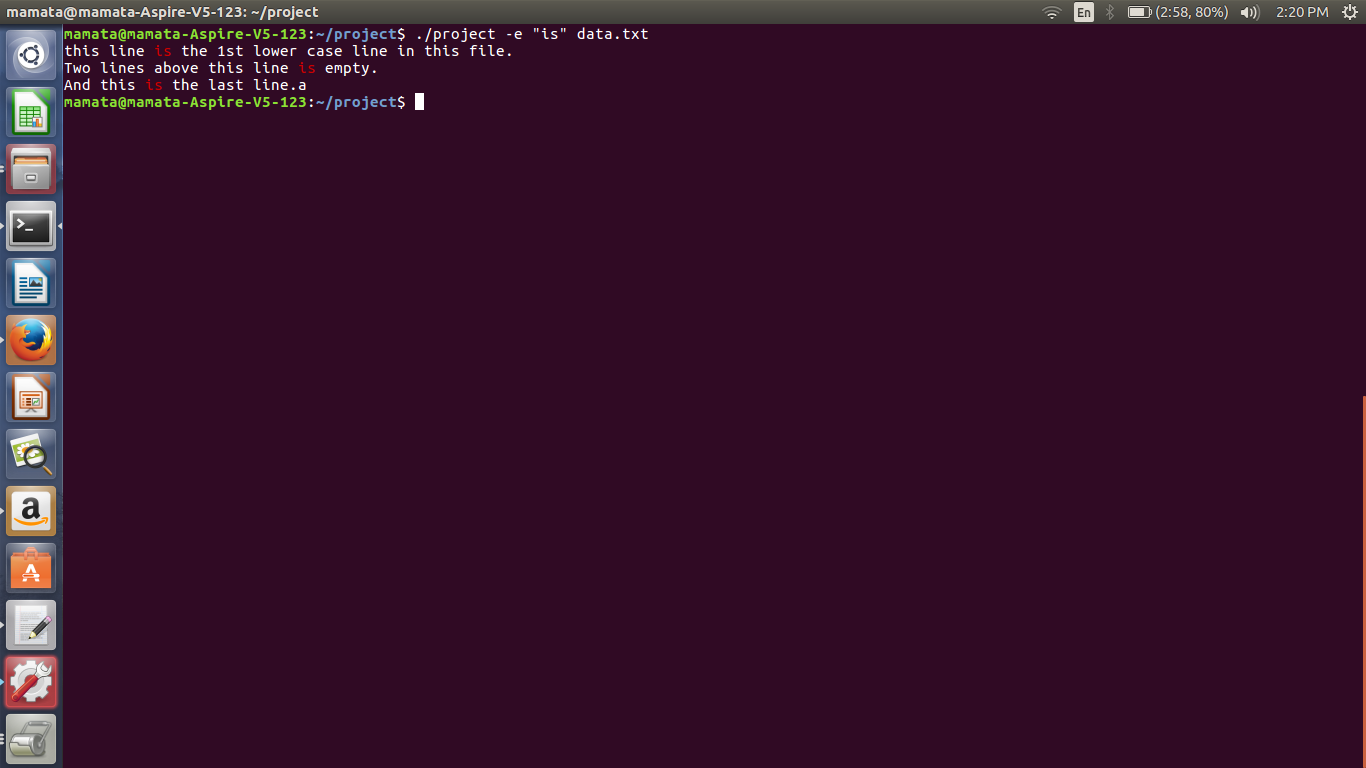 mamata@mamata-Aspire-V5-123: ~/project
En
(2:58, 80%)
2:20 PM
mamata@mamata-Aspire-V5-123:~/project$ ./project -e "is" data.txt
this line is the 1st lower case line in this file.
Two lines above this line is empty.
And this is the last line.a
mamata@mamata-Aspire-V5-123:~/project$
>_
a
A